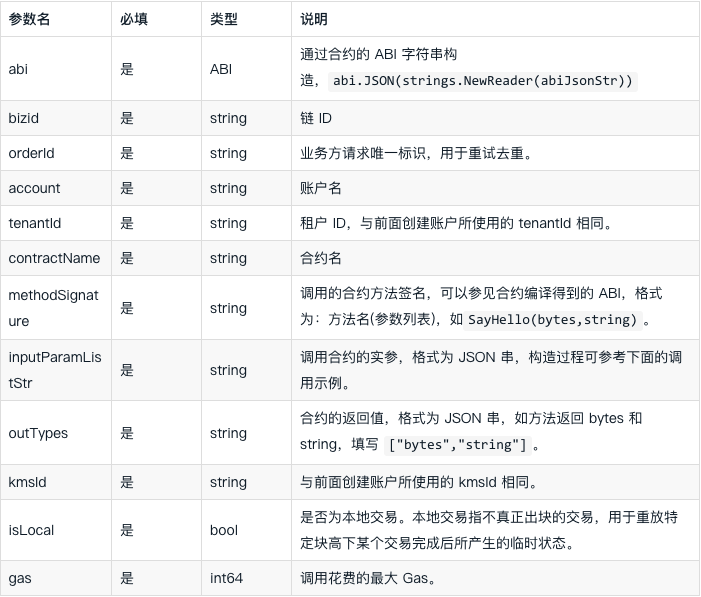 参数名 必填 类型 说明
abi 是 ABI 通过合约的 ABI 字符串构
造，abi.JSON(strings.NewReader(abiJsonStr))
bizid 是 string 链 ID
orderId 是 string 业务方请求唯一标识，用于重试去重。
account 是 string 账户名
tenantId 是 string 租户 ID，与前面创建账户所使用的 tenantId 相同。
contractName 是 string 合约名
methodSignat
ure 是 string 调用的合约方法签名，可以参见合约编译得到的 ABI，格式
为：方法名(参数列表)，如 SayHello(bytes,string) 。
inputParamLis
tStr 是 string 调用合约的实参，格式为 JSON 串，构造过程可参考下面的调
用示例。
outTypes 是 string 合约的返回值，格式为 JSON 串，如方法返回 bytes 和
string，填写 ["bytes","string"] 。
kmsId 是 string 与前面创建账户所使用的 kmsId 相同。
isLocal 是 bool 是否为本地交易。本地交易指不真正出块的交易，用于重放特
定块高下某个交易完成后所产生的临时状态。
gas 是 int64 调用花费的最大 Gas。